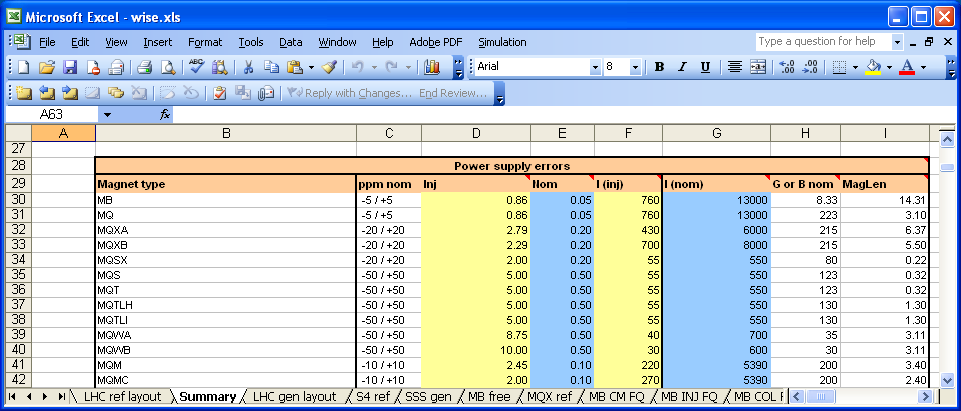 Microsoft Excel - wise.xls
File Edit View Insert Format Tools Data Window Help Adobe PDF Simulation Type a question for help
Arial 8 B I U
Reply with Changes... End Review...
A63 fx
A B C D E F G H I
27
28 Power supply errors
29 Magnet type ppm nom Inj Nom I (inj) I (nom) G or B nom MagLen
30 MB -5 / +5 0.86 0.05 760 13000 8.33 14.31
31 MQ -5 / +5 0.86 0.05 760 13000 223 3.10
32 MQXA -20 / +20 2.79 0.20 430 6000 215 6.37
33 MQXB -20 / +20 2.29 0.20 700 8000 215 5.50
34 MQSX -20 / +20 2.00 0.20 55 550 80 0.22
35 MQS -50 / +50 5.00 0.50 55 550 123 0.32
36 MQT -50 / +50 5.00 0.50 55 550 123 0.32
37 MQTLH -50 / +50 5.00 0.50 55 550 130 1.30
38 MQTLI -50 / +50 5.00 0.50 55 550 130 1.30
39 MQWA -50 / +50 8.75 0.50 40 700 35 3.11
40 MQWB -50 / +50 10.00 0.50 30 600 30 3.11
41 MQM -10 / +10 2.45 0.10 220 5390 200 3.40
42 MQMC -10 / +10 2.00 0.10 270 5390 200 2.40
LHC ref layout Summary LHC gen layout S4 ref SSS gen MB free MQX ref MB CM FQ MB INJ FQ MB COL F